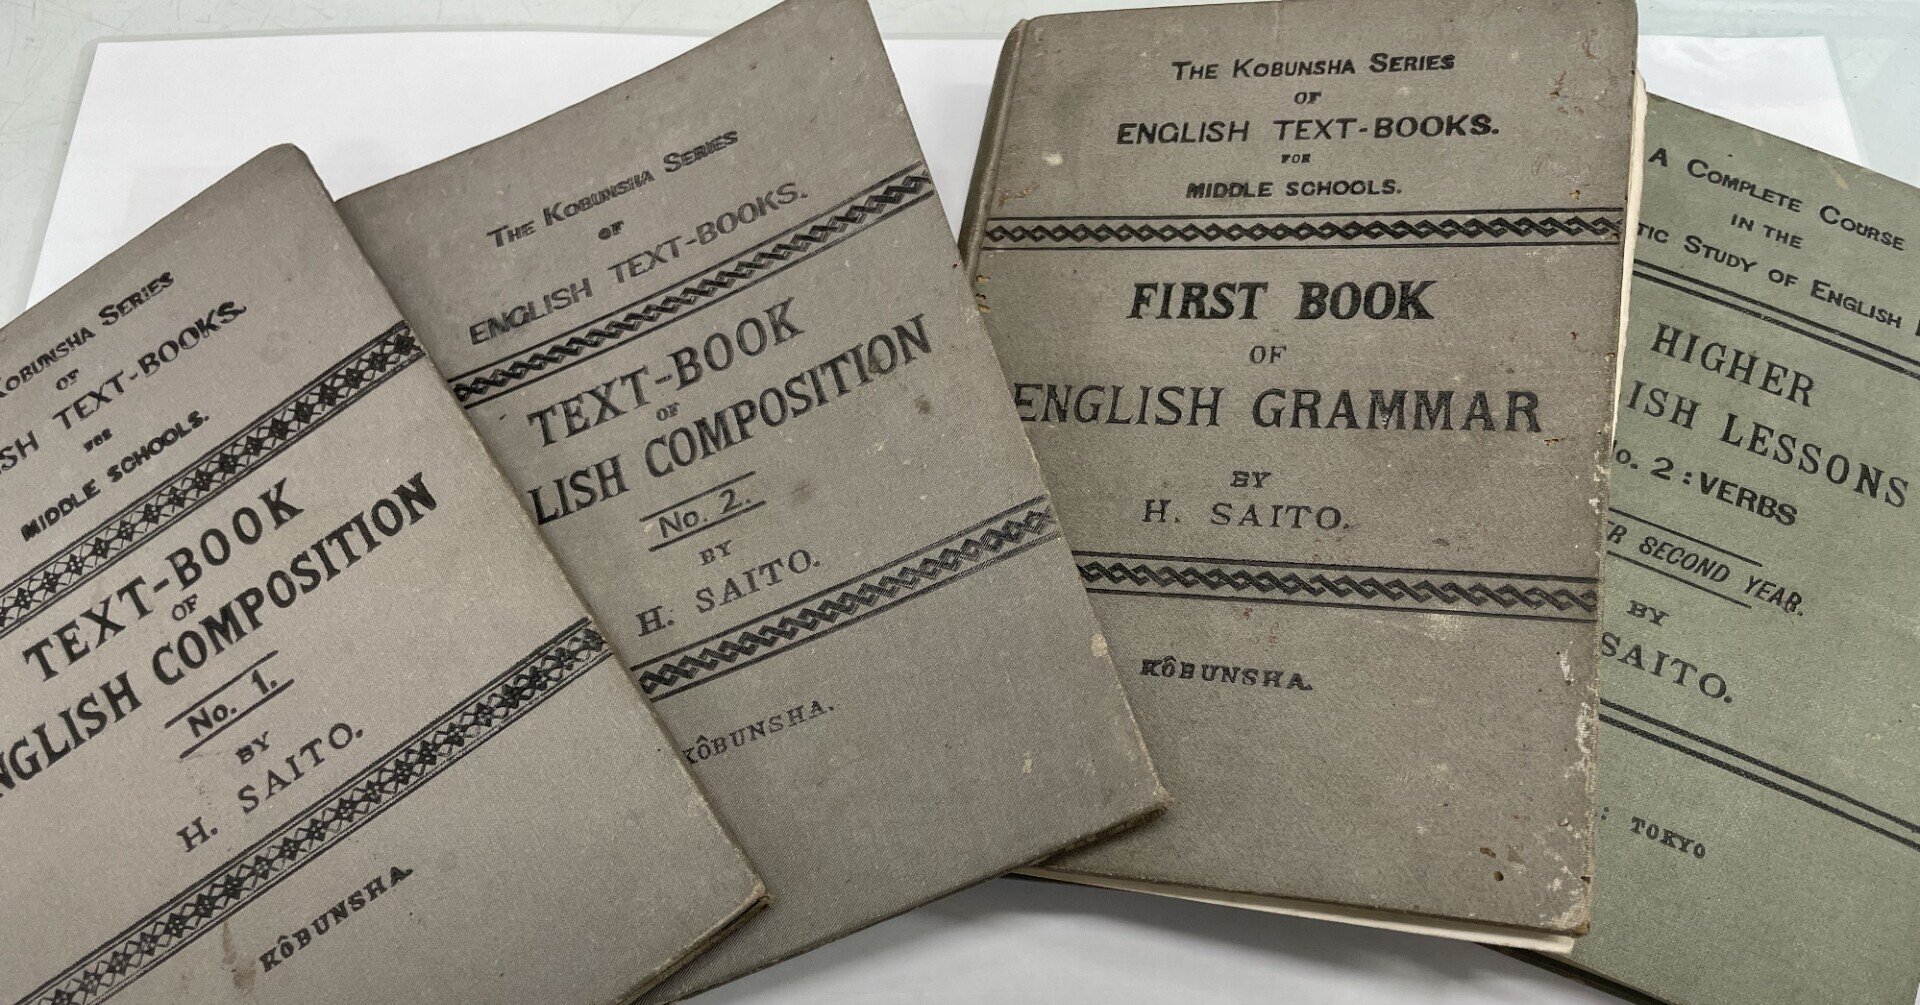 KOBUNSHA SERIES
OF
TEXT-BOOKS.
FOR
MIDDLE SCHOOLS.
TEXT-BOOK
OF
ENGLISH COMPOSITION
No. 1.
BY
H. SAITO.
KÔBUNSHA.
THE KOBUNSHA SERIES
OF
ENGLISH TEXT-BOOKS.
TEXT-BOOK
OF
LISH COMPOSITION
No. 2.
BY
H. SAITO.
KÔBUNSHA.
THE KOBUNSHA SERIES
OF
ENGLISH TEXT-BOOKS.
FOR
MIDDLE SCHOOLS.
FIRST BOOK
OF
ENGLISH GRAMMAR
BY
H. SAITO.
KÔBUNSHA.
A COMPLETE COURSE
IN THE
TIC STUDY OF ENGLISH
HIGHER
ISH LESSONS
No. 2 : VERBS
R SECOND YEAR.
BY
SAITO.
: TOKYO